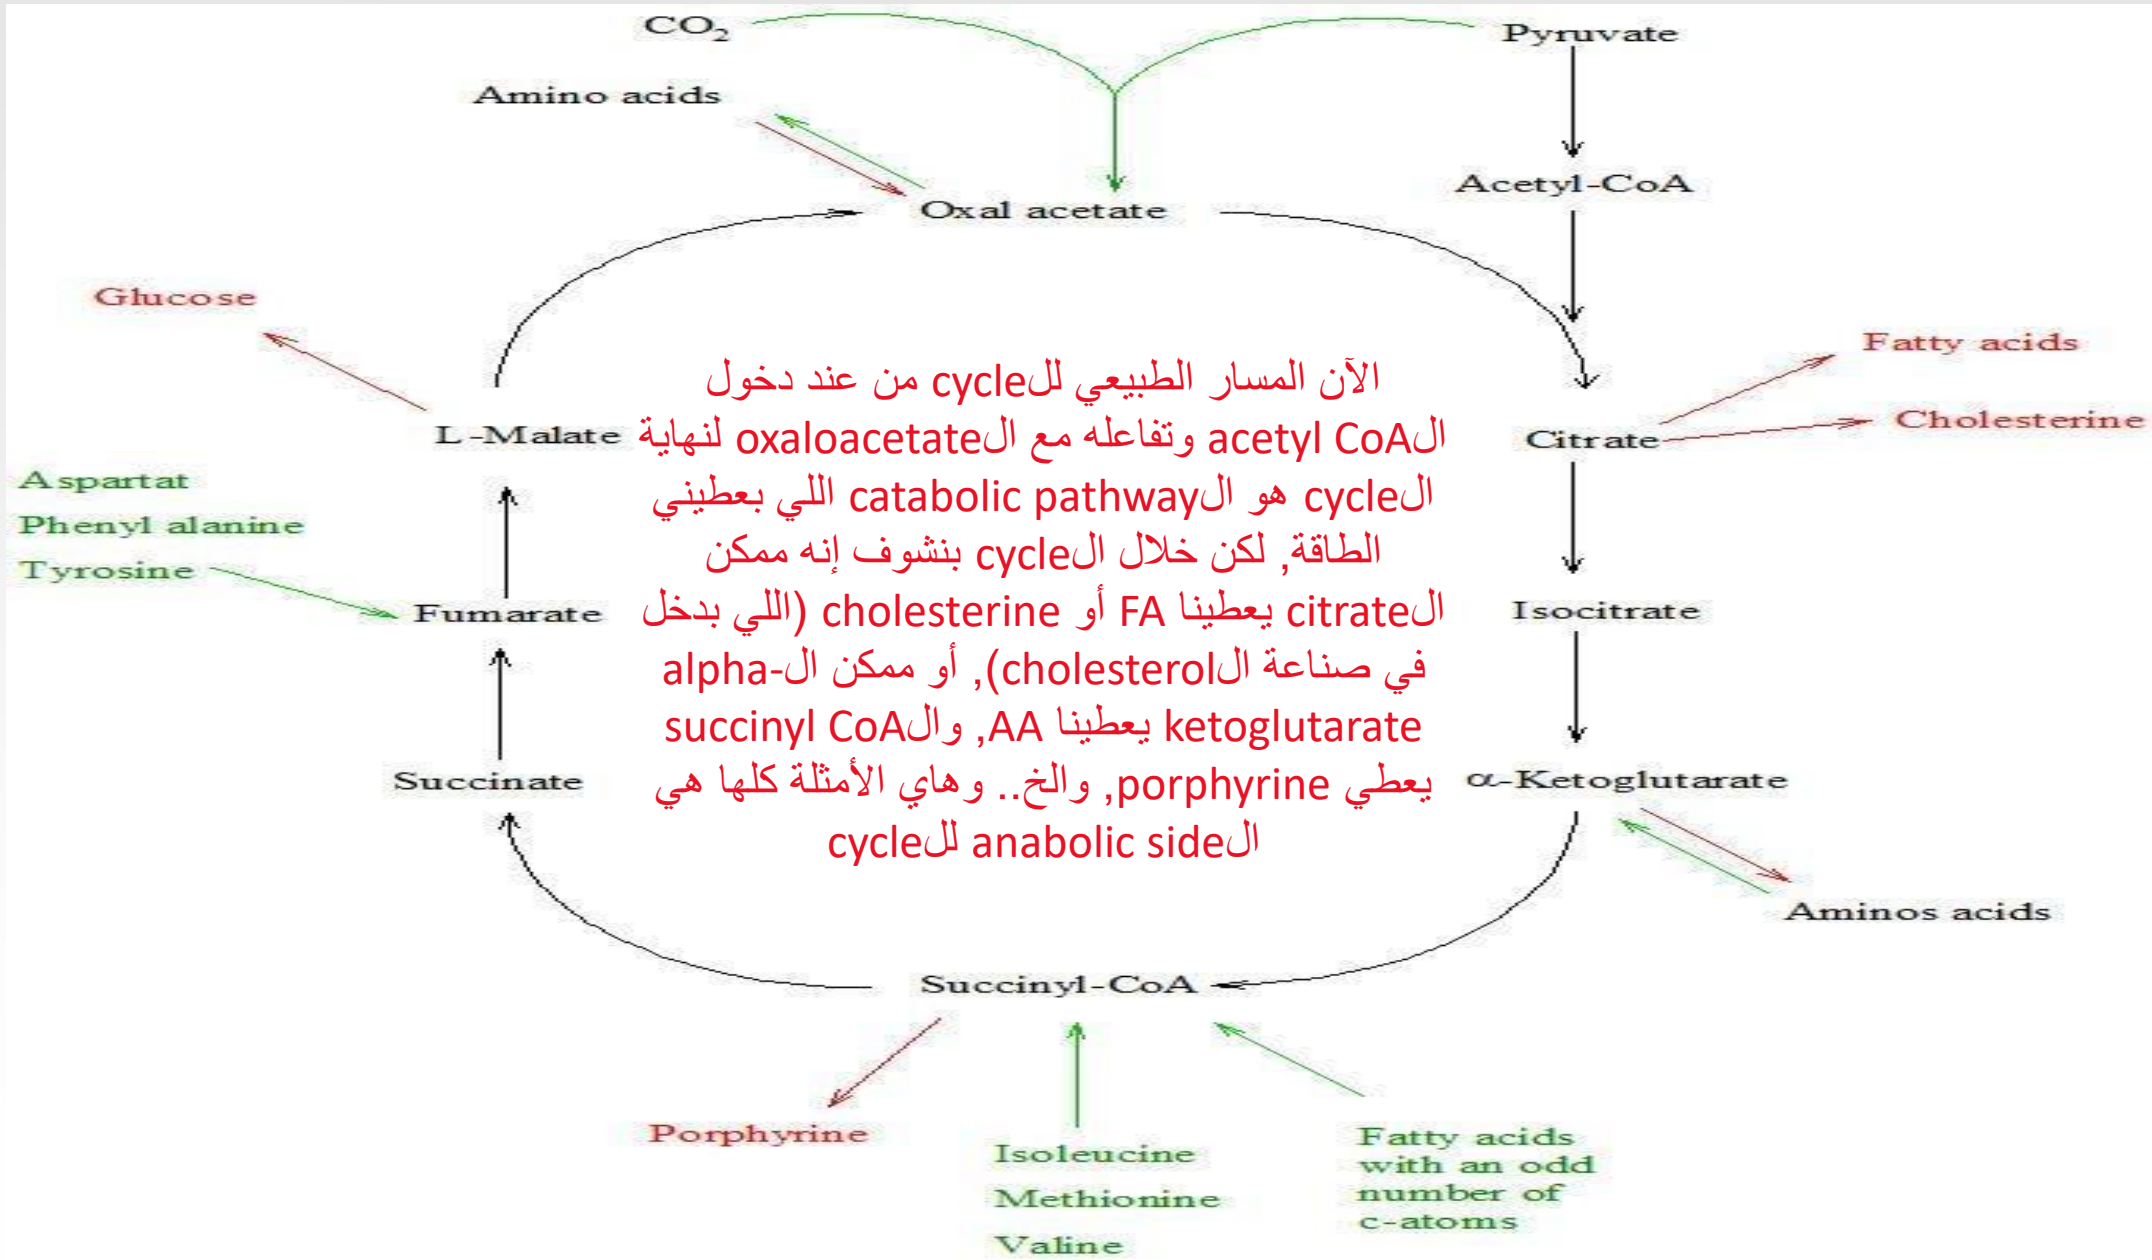 CO₂
Pyruvate
Amino acids
Acetyl-CoA
Oxal acetate
Glucose
Fatty acids
Cholesterine
L-Malate
Citrate
الآن المسار الطبيعي للcycle من عند دخول
الacetyl CoA وتفاعله مع الoxaloacetate لنهاية
الcycle هو الcatabolic pathway اللي بعطيني
الطاقة, لكن خلال الcycle بنشوف إنه ممكن
الcitrate يعطينا FA أو cholesterine (اللي بدخل
في صناعة الcholesterol), أو ممكن الalpha-
ketoglutarate يعطينا AA, والsuccinyl CoA
يعطي porphyrine, والخ.. وهاي الأمثلة كلها هي
الanabolic side للcycle
Aspartat
Phenyl alanine
Tyrosine
Fumarate
Isocitrate
Succinate
α-Ketoglutarate
Aminos acids
Succinyl-CoA
Porphyrine
Isoleucine
Methionine
Valine
Fatty acids
with an odd
number of
c-atoms